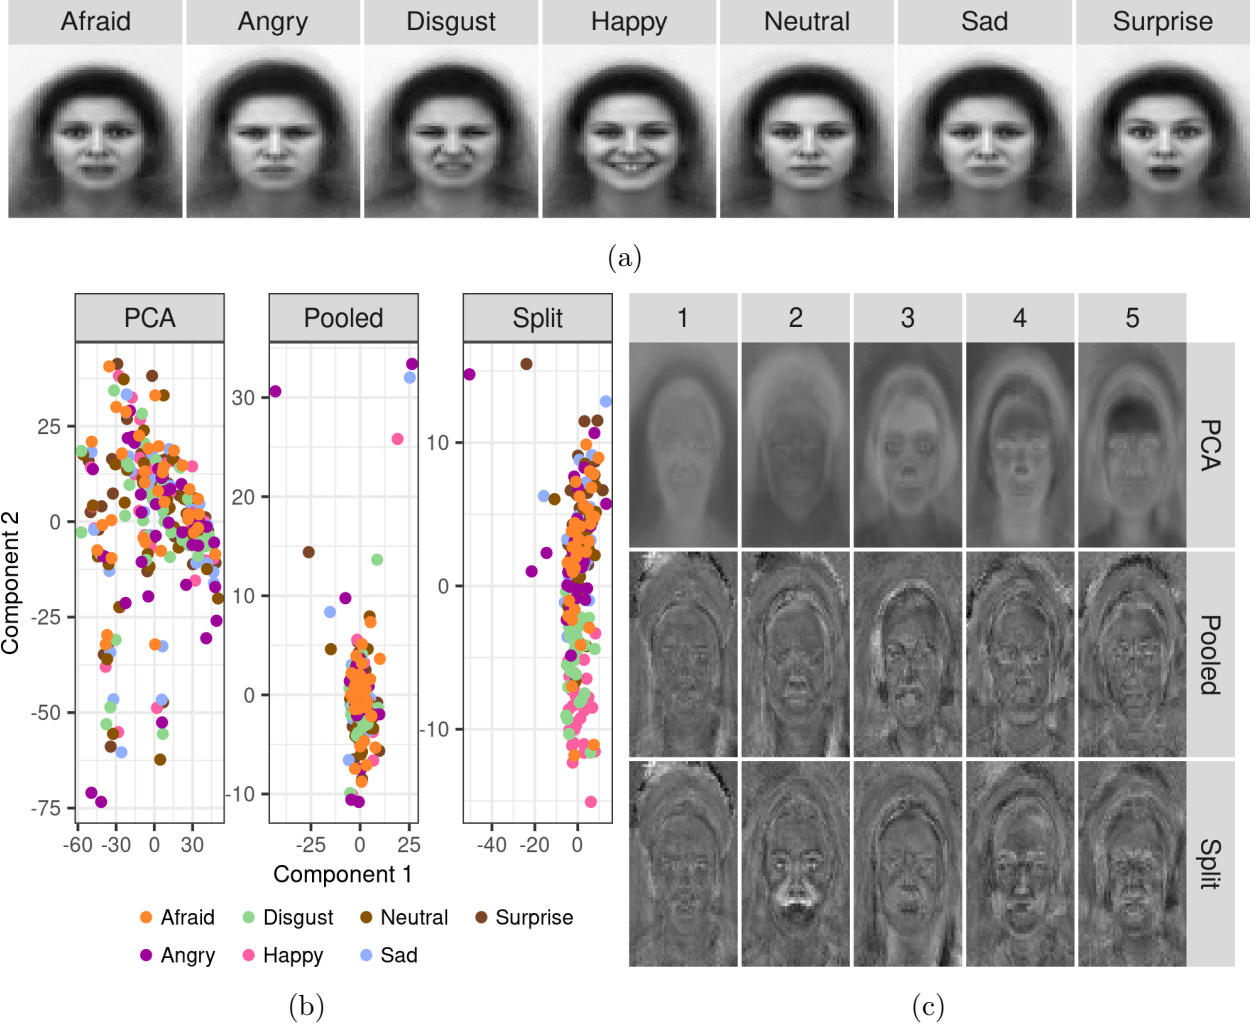 Afraid Angry Disgust Happy Neutral Sad Surprise
(a)
PCA Pooled Split
Component 2
25
0
-25
-50
-75
-60 -30 0 30
30
20
10
0
-10
-25 0 25
10
0
-10
-40 -20 0
Component 1
Afraid Disgust Neutral Surprise
Angry Happy Sad
(b)
1 2 3 4 5
PCA
Pooled
Split
(c)